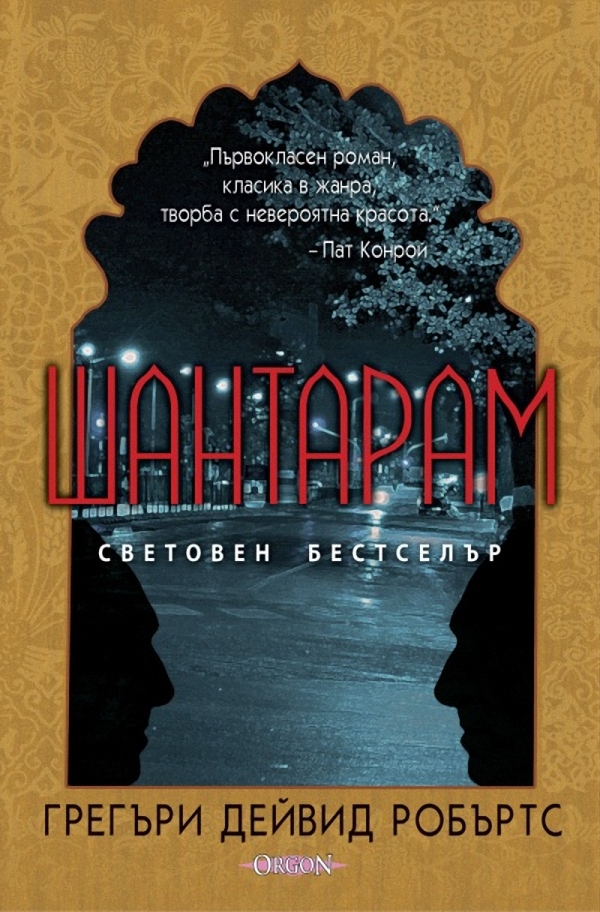 „Първокласен роман,
класика в жанра,
творба с невероятна красота.“
– Пат Конрой
ШАНТАРАМ
СВЕТОВЕН БЕСТСЕЛЪР
ГРЕГЪРИ ДЕЙВИД РОБЪРТС
ORGON